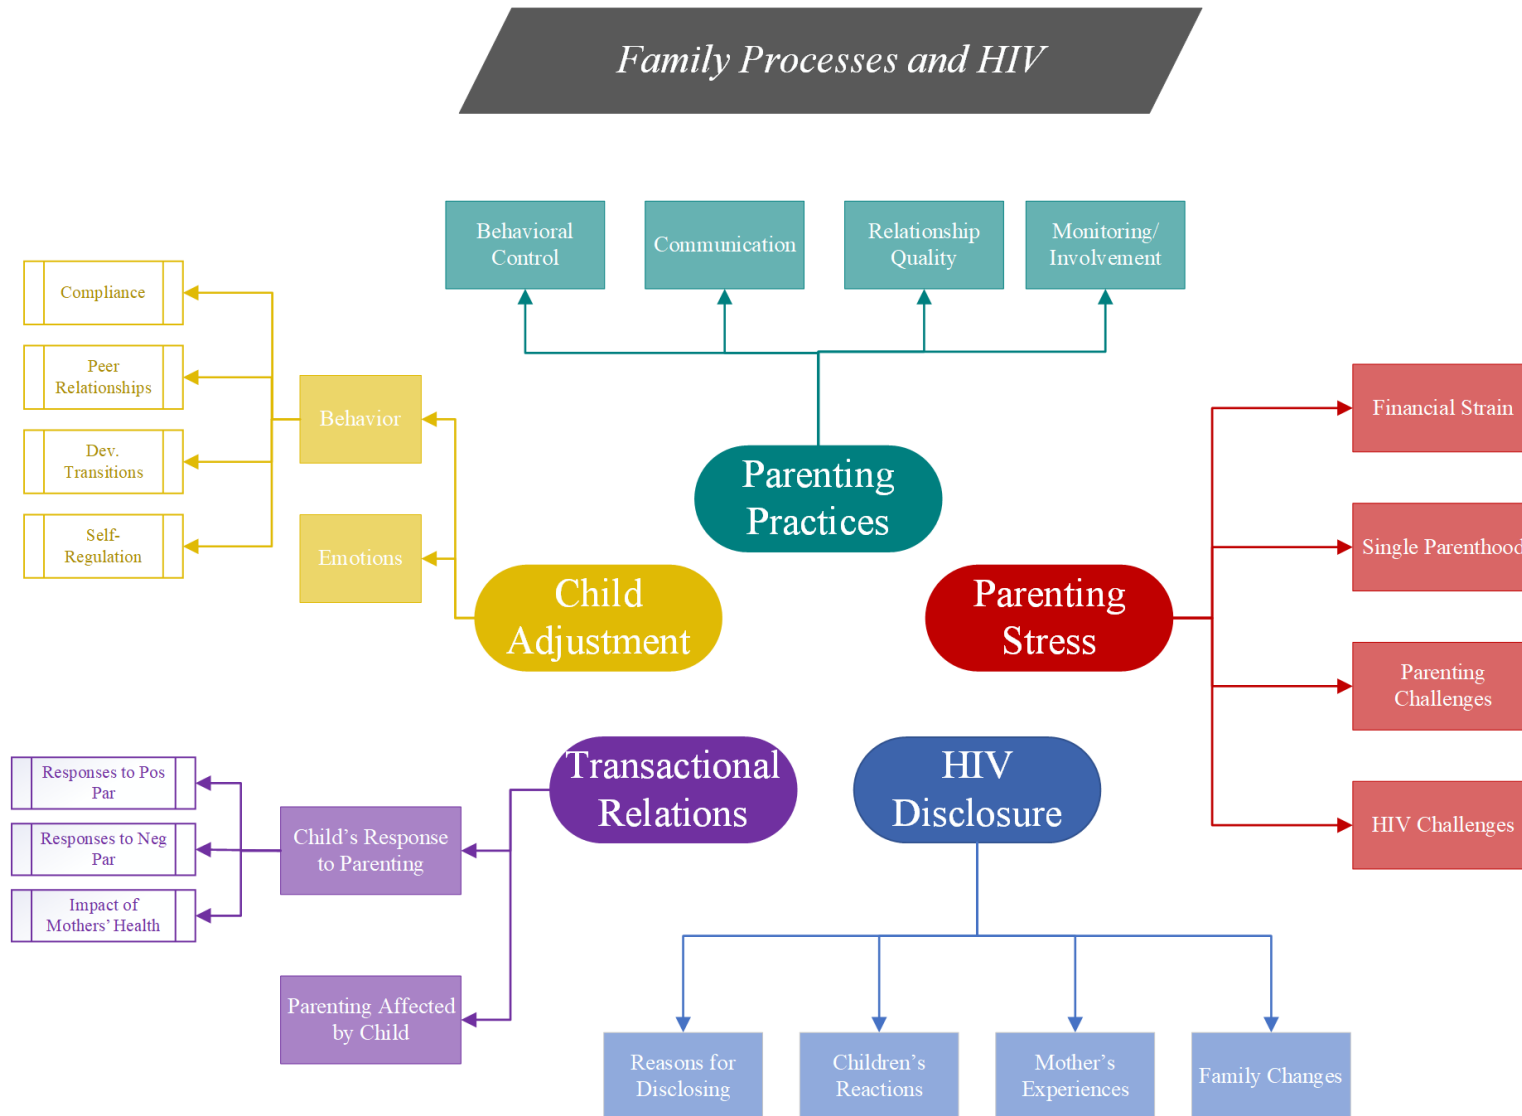 Family Processes and HIV
Behavioral
Control
Communication
Relationship
Quality
Monitoring/
Involvement
Parenting
Practices
Compliance
Peer
Relationships
Dev.
Transitions
Self-
Regulation
Behavior
Emotions
Child
Adjustment
Parenting
Stress
Financial Strain
Single Parenthood
Parenting
Challenges
HIV Challenges
Transactional
Relations
Responses to Pos
Par
Responses to Neg
Par
Impact of
Mothers’ Health
Child’s Response
to Parenting
Parenting Affected
by Child
HIV
Disclosure
Reasons for
Disclosing
Children’s
Reactions
Mother’s
Experiences
Family Changes